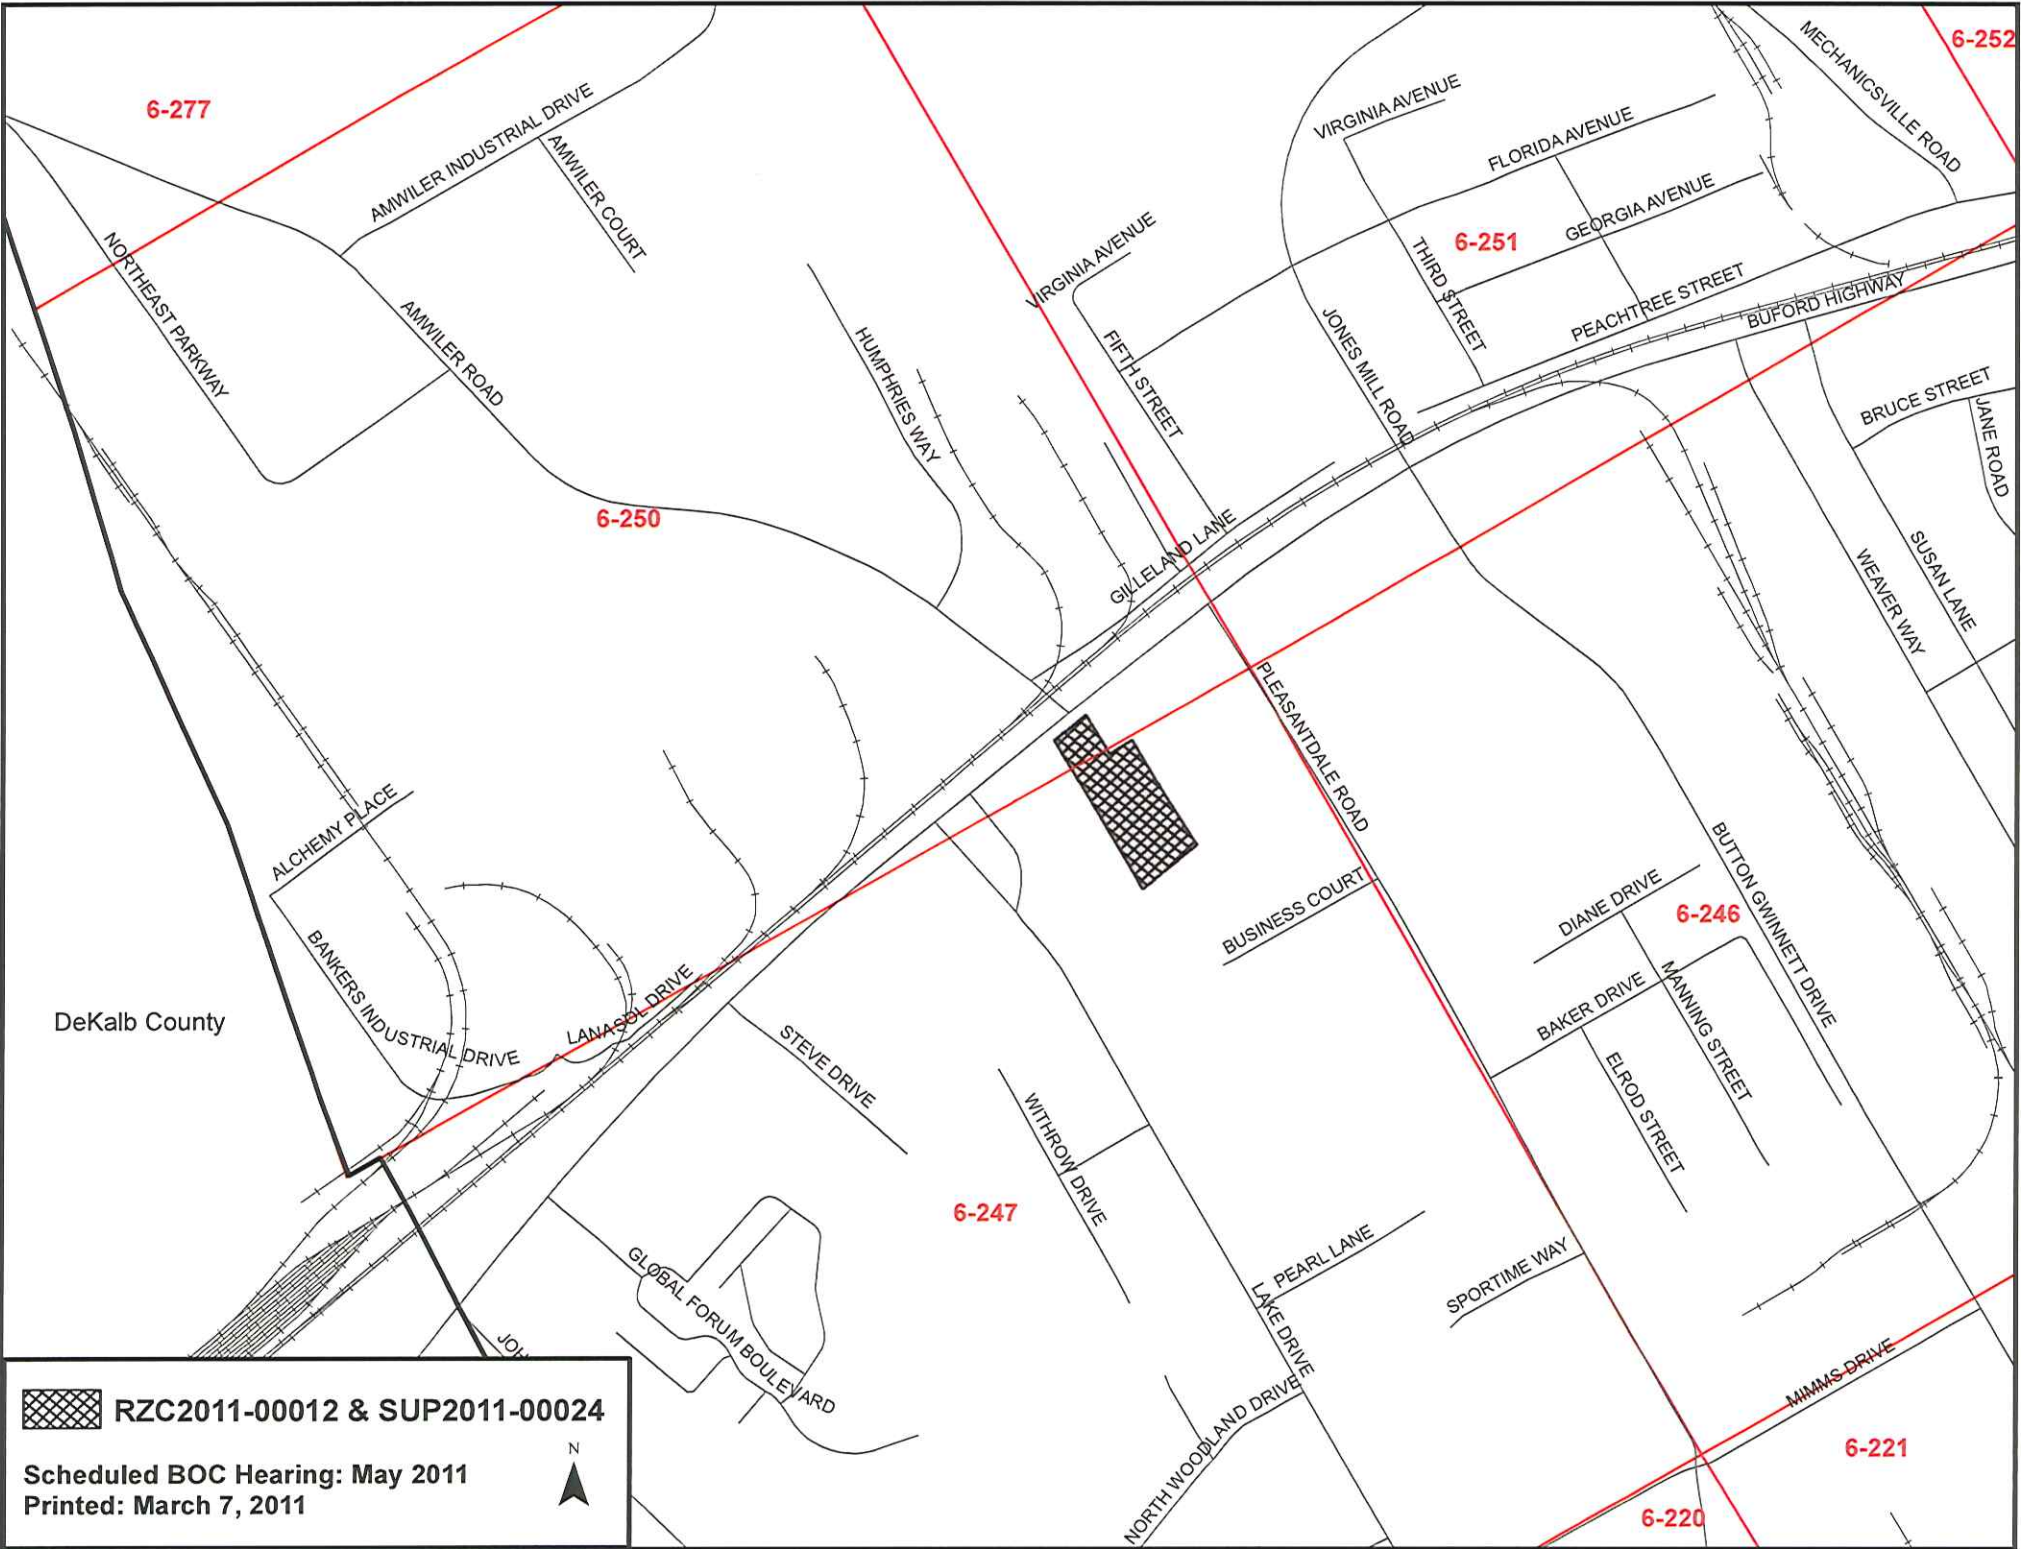 6-252
MECHANICSVILLE ROAD
6-277
AMWILER INDUSTRIAL DRIVE
AMWILER COURT
VIRGINIA AVENUE
FLORIDA AVENUE
GEORGIA AVENUE
6-251
THIRD STREET
PEACHTREE STREET
BUFORD HIGHWAY
VIRGINIA AVENUE
FIFTH STREET
JONES MILL ROAD
NORTHEAST PARKWAY
AMWILER ROAD
HUMPHRIES WAY
BRUCE STREET
JANE ROAD
6-250
GILLELAND LANE
SUSAN LANE
WEAVER WAY
PLEASANTDALE ROAD
ALCHEMY PLACE
BANKERS INDUSTRIAL DRIVE
LANASOL DRIVE
BUSINESS COURT
DIANE DRIVE
6-246
BUTTON GWINNETT DRIVE
BAKER DRIVE
MANNING STREET
ELROD STREET
DeKalb County
STEVE DRIVE
WITHROW DRIVE
6-247
GLOBAL FORUM BOULEVARD
PEARL LANE
SPORTIME WAY
LAKE DRIVE
NORTH WOODLAND DRIVE
MIMMS DRIVE
6-221
6-220
JOH
RZC2011-00012 & SUP2011-00024
N
Scheduled BOC Hearing: May 2011
Printed: March 7, 2011